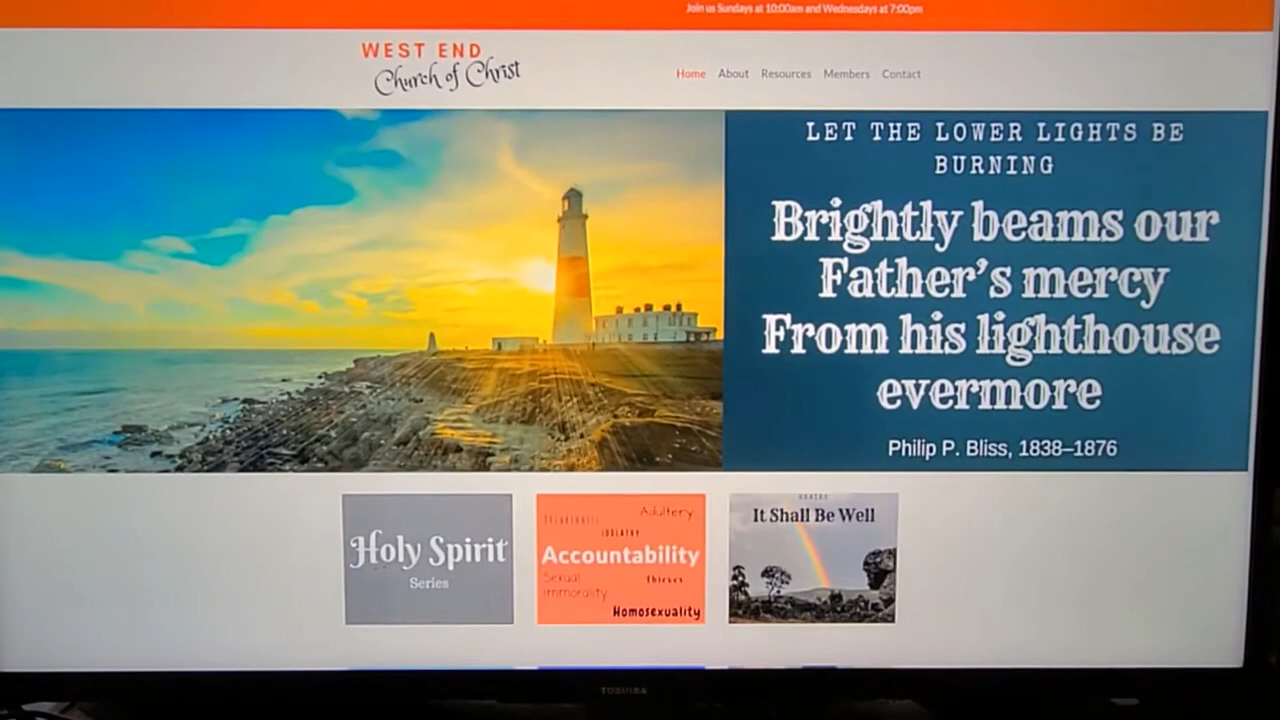 Join us Sundays at 10:00am and Wednesdays at 7:00pm
WEST END
Church of Christ
Home About Resources Members Contact
LET THE LOWER LIGHTS BE
BURNING
Brightly beams our
Father's mercy
From his lighthouse
evermore
Philip P. Bliss, 1838–1876
Holy Spirit
Series
Adultery
Idolatry
Accountability
Sexual
immorality
Thieves
Homosexuality
It Shall Be Well
TOSHIBA